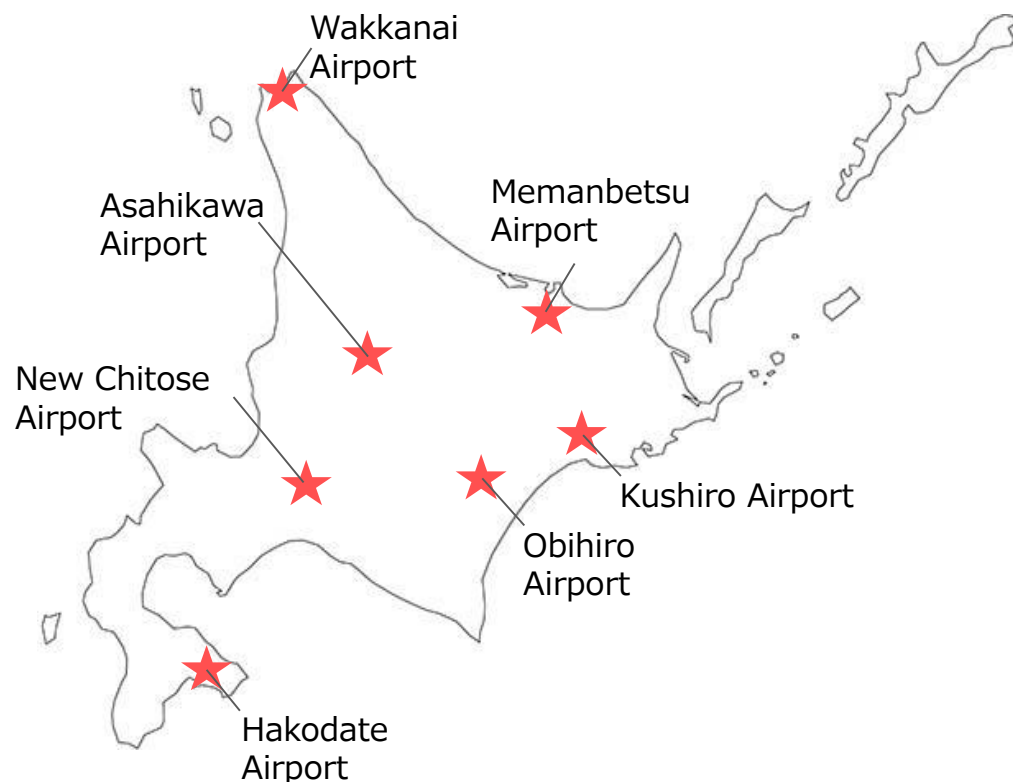 Wakkanai
Airport
Memanbetsu
Airport
Asahikawa
Airport
New Chitose
Airport
Kushiro Airport
Obihiro
Airport
Hakodate
Airport